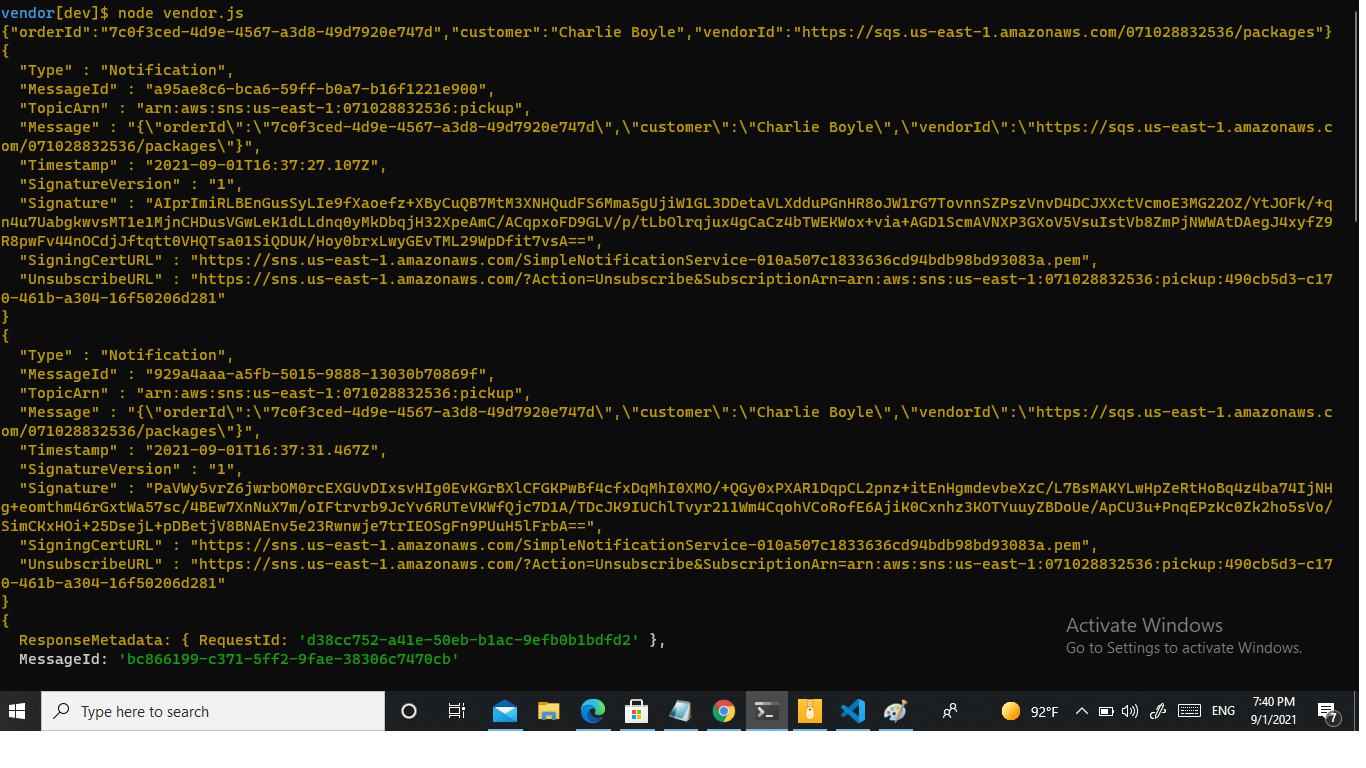 vendor[dev]$ node vendor.js
{"orderId":"7c0f3ced-4d9e-4567-a3d8-49d7920e747d","customer":"Charlie Boyle","vendorId":"https://sqs.us-east-1.amazonaws.com/071028832536/packages"}
{
"Type" : "Notification",
"MessageId" : "a95ae8c6-bca6-59ff-b0a7-b16f1221e900",
"TopicArn" : "arn:aws:sns:us-east-1:071028832536:pickup",
"Message" : "{\"orderId\":\"7c0f3ced-4d9e-4567-a3d8-49d7920e747d\",\"customer\":\"Charlie Boyle\",\"vendorId\":\"https://sqs.us-east-1.amazonaws.c
om/071028832536/packages\"}",
"Timestamp" : "2021-09-01T16:37:27.107Z",
"SignatureVersion" : "1",
"Signature" : "AIprImiRLBEnGusSyLIe9fXaoefz+XByCuQB7MtM3XNHQudFS6Mma5gUjiW1GL3DDetaVLXdduPGnHR8oJW1rG7TovnnSZPszVnvD4DCJXXctVcmoE3MG22OZ/YtJOFk/+q
n4u7UabgkwvsMT1e1MjnCHDusVGwLeK1dLLdnq0yMkDbqjH32XpeAmC/ACqpxoFD9GLV/p/tLbOlrqjux4gCaCz4bTWEKWox+via+AGD1ScmAVNXP3GXoV5VsuIstVb8ZmPjNWWAtDAegJ4xyfZ9
R8pwFv44nOCdjJftqtt0VHQTsa01SiQDUK/Hoy0brxLwyGEvTML29WpDfit7vsA==",
"SigningCertURL" : "https://sns.us-east-1.amazonaws.com/SimpleNotificationService-010a507c1833636cd94bdb98bd93083a.pem",
"UnsubscribeURL" : "https://sns.us-east-1.amazonaws.com/?Action=Unsubscribe&SubscriptionArn=arn:aws:sns:us-east-1:071028832536:pickup:490cb5d3-c17
0-461b-a304-16f50206d281"
}
{
"Type" : "Notification",
"MessageId" : "929a4aaa-a5fb-5015-9888-13030b70869f",
"TopicArn" : "arn:aws:sns:us-east-1:071028832536:pickup",
"Message" : "{\"orderId\":\"7c0f3ced-4d9e-4567-a3d8-49d7920e747d\",\"customer\":\"Charlie Boyle\",\"vendorId\":\"https://sqs.us-east-1.amazonaws.c
om/071028832536/packages\"}",
"Timestamp" : "2021-09-01T16:37:31.467Z",
"SignatureVersion" : "1",
"Signature" : "PaVWy5vrZ6jwrbOM0rcEXGUvDIxsvHIg0EvKGrBXlCFGKPwBf4cfxDqMhI0XMO/+QGy0xPXAR1DqpCL2pnz+itEnHgmdevbeXzC/L7BsMAKYLwHpZeRtHoBq4z4ba74IjNH
g+eomthm46rGxtWa57sc/4BEw7XnNuX7m/oIFtrvrb9JcYv6RUTeVKWfQjc7D1A/TDcJK9IUChlTvyr211Wm4CqohVCoRofE6AjiK0Cxnhz3KOTYuuyZBDoUe/ApCU3u+PnqEPzKc0Zk2ho5sVo/
SimCKxHOi+25DsejL+pDBetjV8BNAEnv5e23Rwnwje7trIEOSgFn9PUuH5lFrbA==",
"SigningCertURL" : "https://sns.us-east-1.amazonaws.com/SimpleNotificationService-010a507c1833636cd94bdb98bd93083a.pem",
"UnsubscribeURL" : "https://sns.us-east-1.amazonaws.com/?Action=Unsubscribe&SubscriptionArn=arn:aws:sns:us-east-1:071028832536:pickup:490cb5d3-c17
0-461b-a304-16f50206d281"
}
{
ResponseMetadata: { RequestId: 'd38cc752-a41e-50eb-b1ac-9efb0b1bdfd2' },
MessageId: 'bc866199-c371-5ff2-9fae-38306c7470cb'
Activate Windows
Go to Settings to activate Windows.
Type here to search
92°F
ENG
7:40 PM
9/1/2021
7